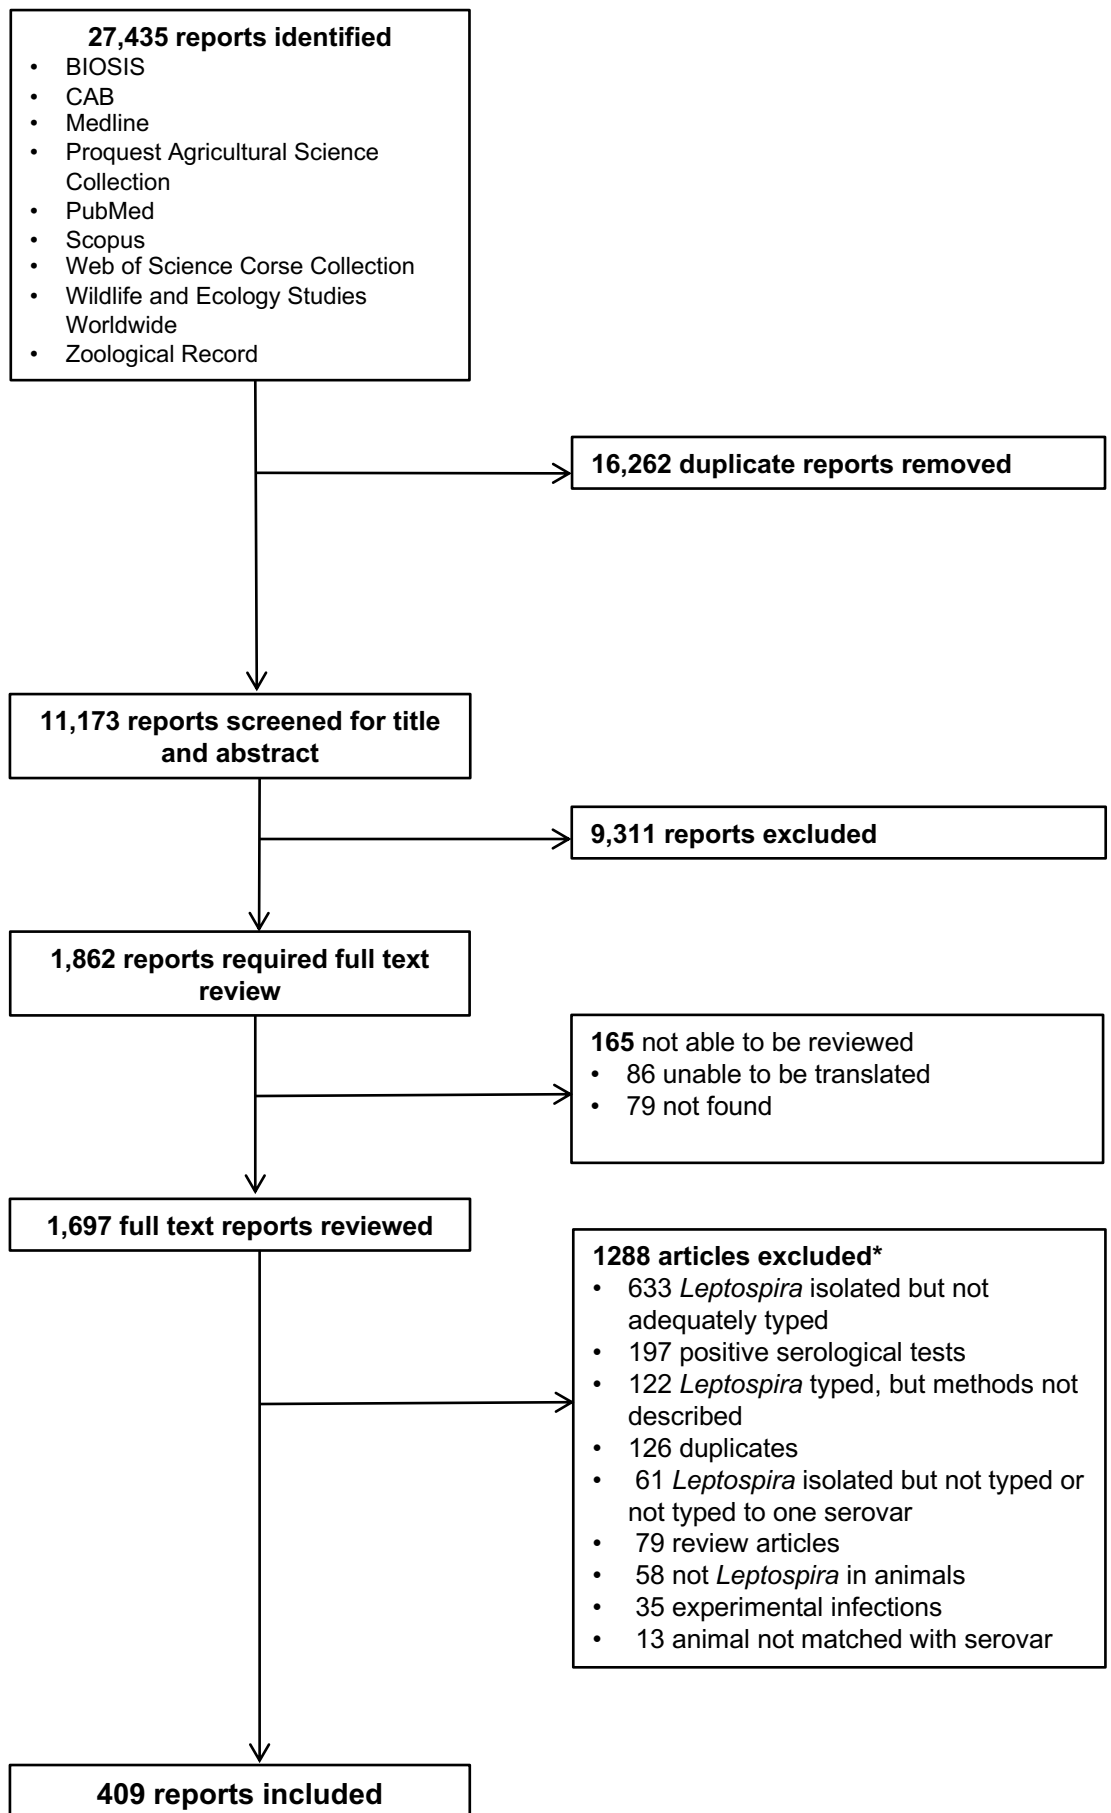 27,435 reports identified
• BIOSIS
• CAB
• Medline
• Proquest Agricultural Science
Collection
• PubMed
• Scopus
• Web of Science Corse Collection
• Wildlife and Ecology Studies
Worldwide
• Zoological Record
16,262 duplicate reports removed
11,173 reports screened for title
and abstract
9,311 reports excluded
1,862 reports required full text
review
165 not able to be reviewed
• 86 unable to be translated
• 79 not found
1,697 full text reports reviewed
1288 articles excluded*
• 633 Leptospira isolated but not
adequately typed
• 197 positive serological tests
• 122 Leptospira typed, but methods not
described
• 126 duplicates
• 61 Leptospira isolated but not typed or
not typed to one serovar
• 79 review articles
• 58 not Leptospira in animals
• 35 experimental infections
• 13 animal not matched with serovar
409 reports included